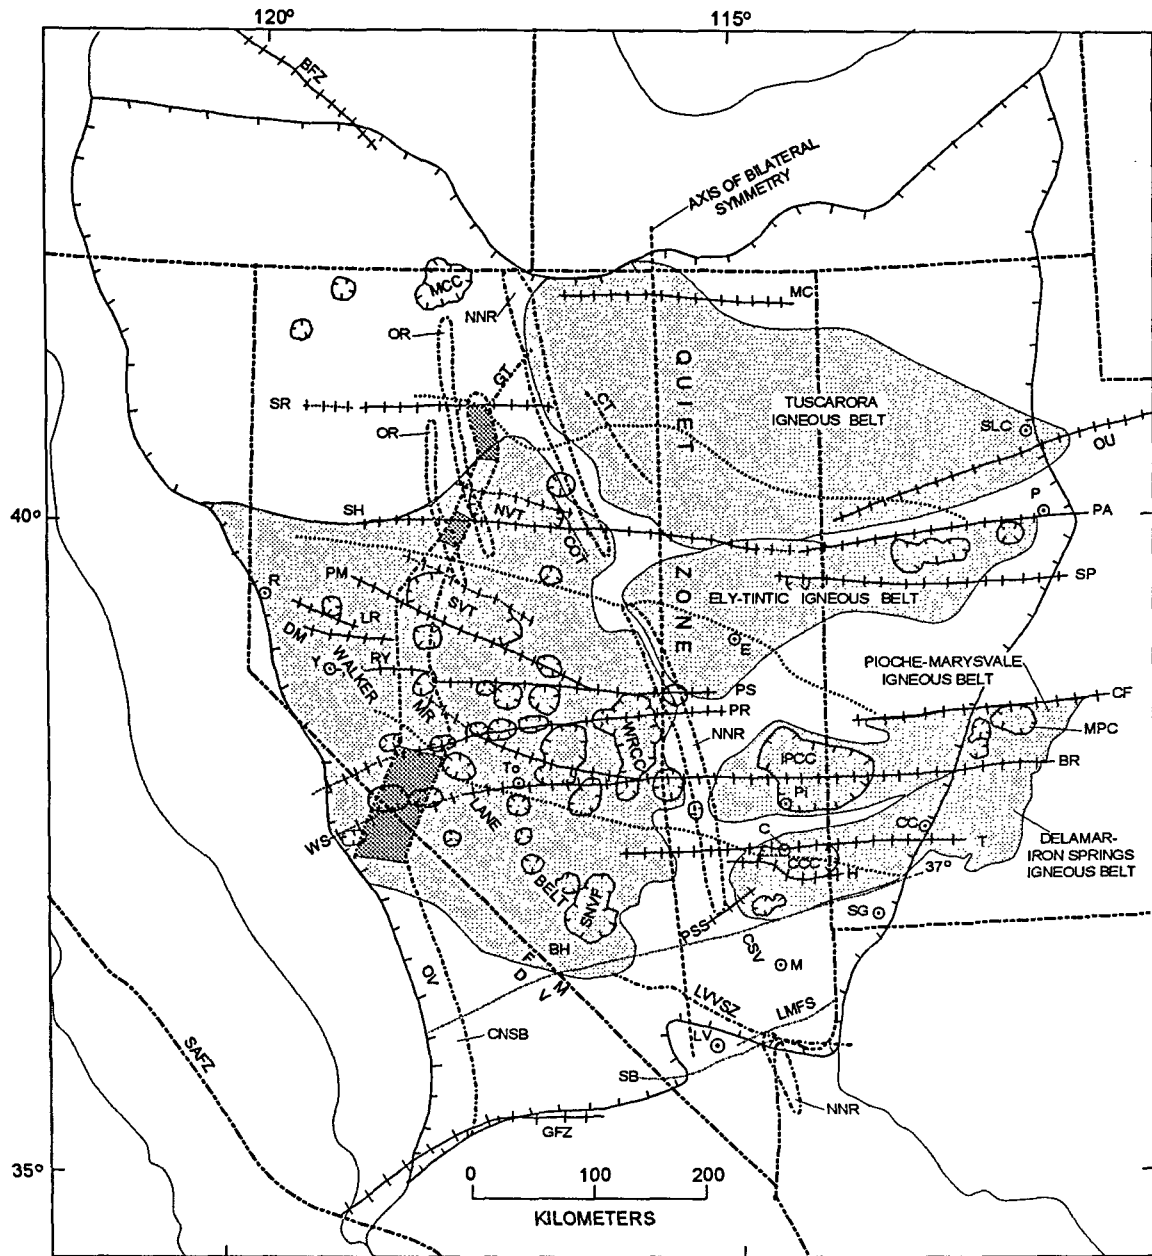 120°
115°
BFZ
AXIS OF BILATERAL
SYMMETRY
MCC
NNR
MC
OR
GT
QUIET
CT
TUSCARORA
IGNEOUS BELT
SR
OR
SLC
OU
P
40°
SH
NVT
PA
COT
ZONE
SP
R
PM
ELY-TINTIC IGNEOUS BELT
LR
SVT
DM
E
Y
WALKER
RY
PIOCHE-MARYSVALE
IGNEOUS BELT
PS
CF
MR
PR
NNR
MPC
WRCC
IPCC
BR
T
Pi
LANE
WS
CC
C
T
DELAMAR-
IRON SPRINGS
IGNEOUS BELT
CCC
H
37°
BELT
SNVF
SG
PSS
CSV
BH
M
F
D
V
M
OV
LVVSZ
LMFS
CNSB
LV
SAFZ
SB
NNR
GFZ
35°
0 100 200
KILOMETERS